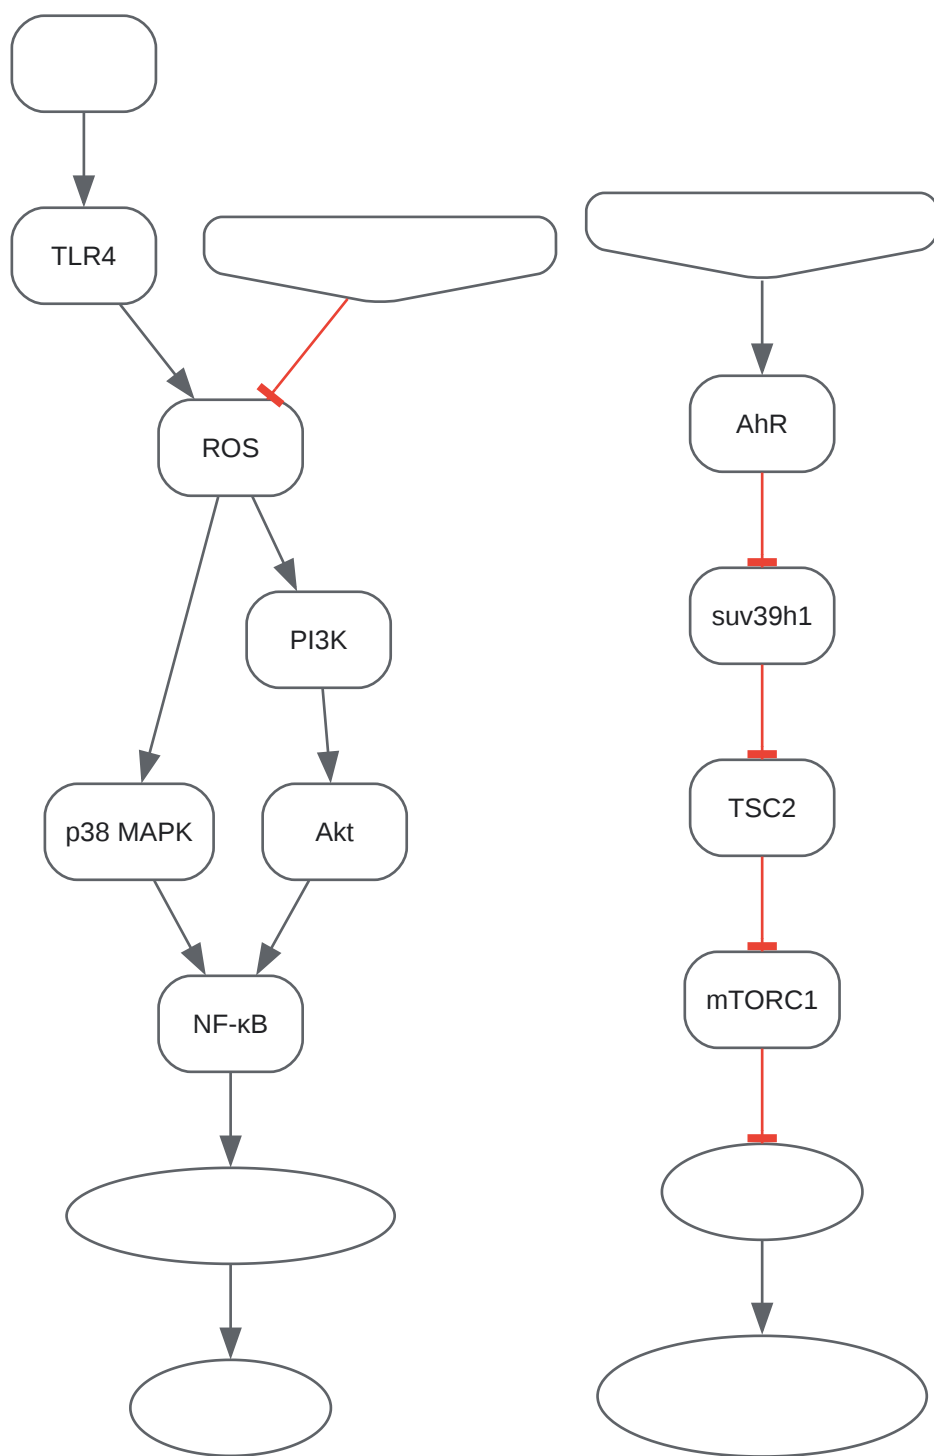 TLR4
ROS
PI3K
p38 MAPK
Akt
NF-κB
AhR
suv39h1
TSC2
mTORC1